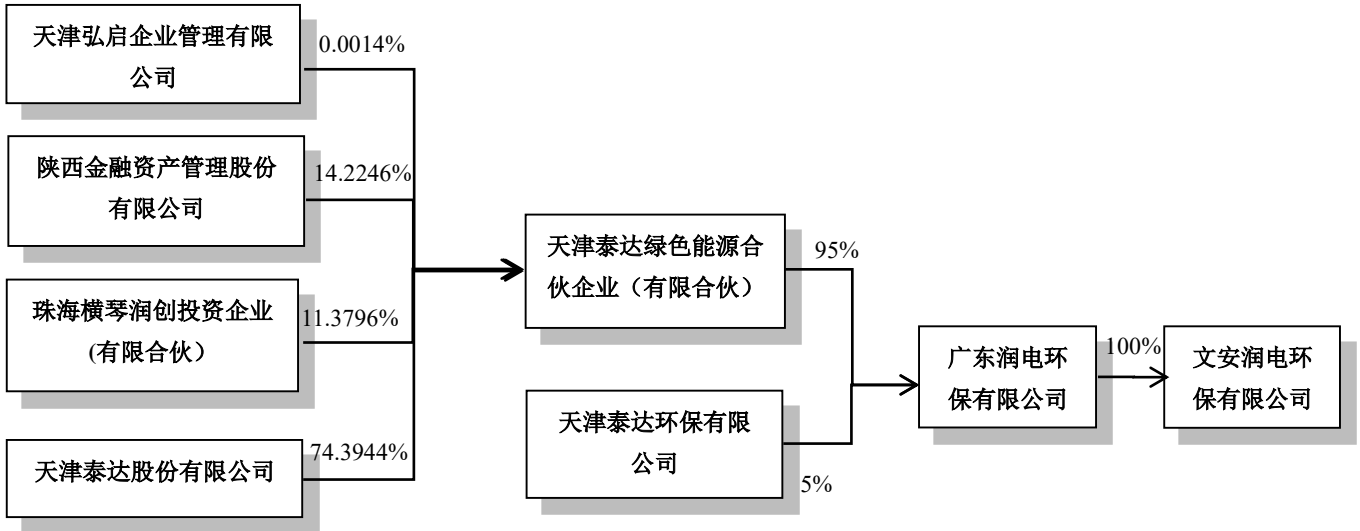 天津弘启企业管理有限
公司
0.0014%
陕西金融资产管理股份
有限公司
14.2246%
珠海横琴润创投资企业
(有限合伙）
11.3796%
天津泰达股份有限公司
74.3944%
天津泰达绿色能源合
伙企业（有限合伙）
95%
天津泰达环保有限
公司
5%
广东润电环
保有限公司
100%
文安润电环
保有限公司